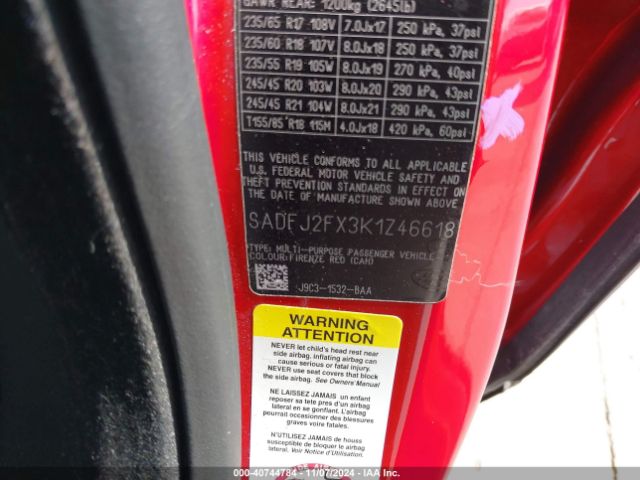 GAWR REAR: 1200kg (2645lb)
235/65 R17 108V 7.0Jx17 250 kPa, 37psi
235/60 R18 107V 8.0Jx18 250 kPa, 37psi
235/55 R19 105W 8.0Jx19 270 kPa, 40psi
245/45 R20 103W 8.0Jx20 290 kPa, 43psi
245/45 R21 104W 8.0Jx21 290 kPa, 43psi
T155/85 R18 115M 4.0Jx18 420 kPa, 60psi
THIS VEHICLE CONFORMS TO ALL APPLICABLE
U.S. FEDERAL MOTOR VEHICLE SAFETY AND
THEFT PREVENTION STANDARDS IN EFFECT ON
THE DATE OF MANUFACTURE SHOWN ABOVE
SADFJ2FX3K1Z46618
TYPE: MULTI-PURPOSE PASSENGER VEHICLE
COLOUR:FIRENZE RED (CAH)
J9C3-1532-BAA
WARNING
ATTENTION
NEVER let child's head rest near
side airbag. Inflating airbag can
cause serious or fatal injury.
NEVER use seat covers that block
the side airbag. See Owners Manual
NE LAISSEZ JAMAIS un enfant
reposer sa tete pres d'un airbag
lateral en se gonflant. L'airbag
pourrait occasionner des blessures
voire fatales.
N'UTILISEZ JAMAIS de housse
susceptible de bloquer le airbag
lateral. Voir Notice d'Utilisation
000-40744784 - 11/07/2024 - IAA Inc.